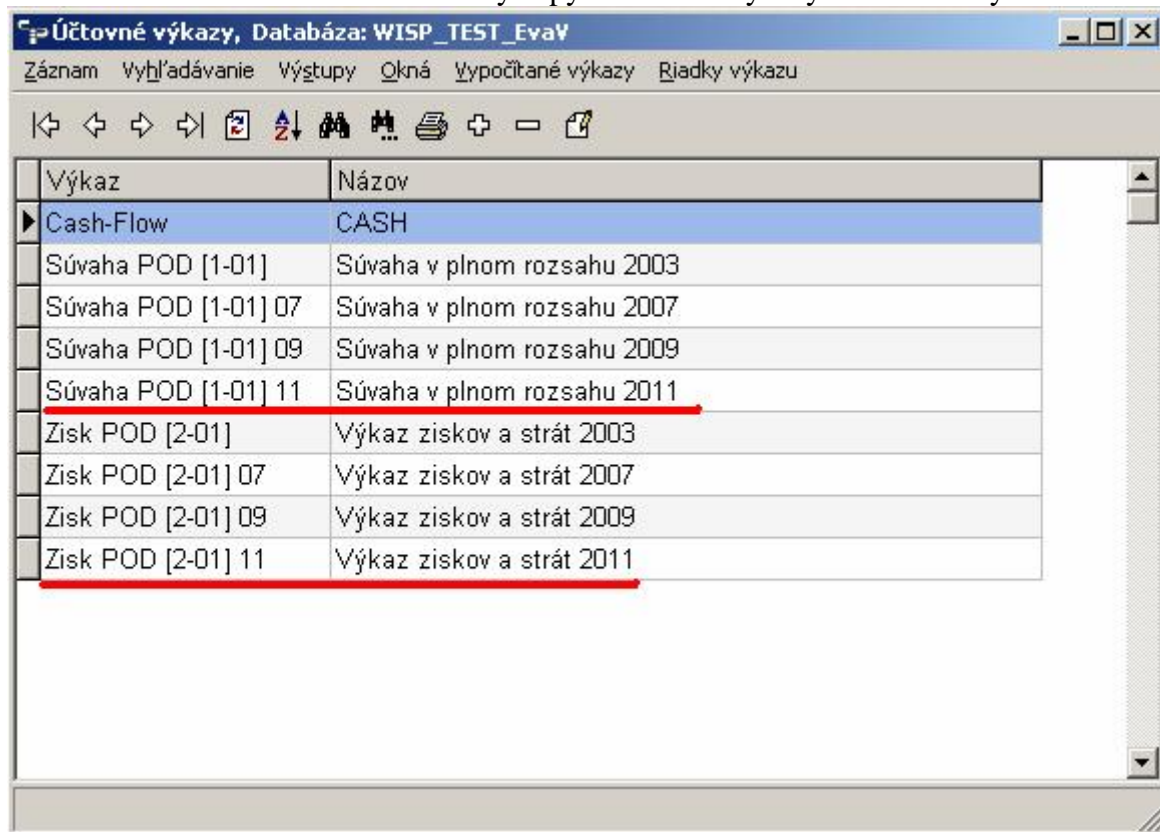 Účtovné výkazy, Databáza: WISP_TEST_EvaV
Záznam Vyhľadávanie Výstupy Okná Vypočítané výkazy Riadky výkazu
Výkaz Názov
Cash-Flow CASH
Súvaha POD [1-01] Súvaha v plnom rozsahu 2003
Súvaha POD [1-01] 07 Súvaha v plnom rozsahu 2007
Súvaha POD [1-01] 09 Súvaha v plnom rozsahu 2009
Súvaha POD [1-01] 11 Súvaha v plnom rozsahu 2011
Zisk POD [2-01] Výkaz ziskov a strát 2003
Zisk POD [2-01] 07 Výkaz ziskov a strát 2007
Zisk POD [2-01] 09 Výkaz ziskov a strát 2009
Zisk POD [2-01] 11 Výkaz ziskov a strát 2011